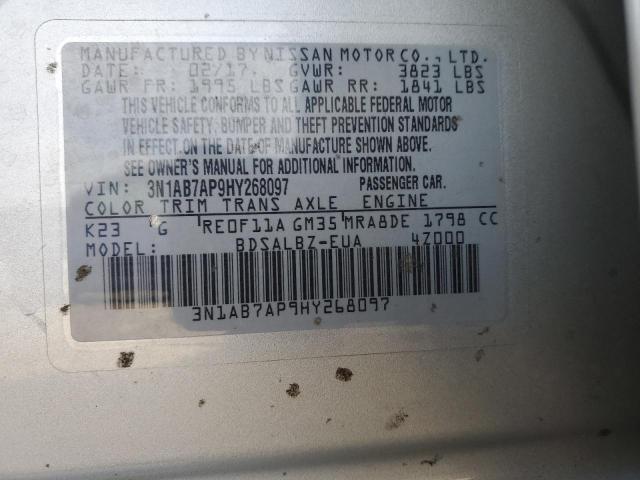 MANUFACTURED BY NISSAN MOTOR CO., LTD.
DATE: 02/17 GVWR: 3823 LBS
GAWR FR: 1995 LBS GAWR RR: 1841 LBS
THIS VEHICLE CONFORMS TO ALL APPLICABLE FEDERAL MOTOR
VEHICLE SAFETY, BUMPER AND THEFT PREVENTION STANDARDS
IN EFFECT ON THE DATE OF MANUFACTURE SHOWN ABOVE.
SEE OWNER'S MANUAL FOR ADDITIONAL INFORMATION.
VIN: 3N1AB7AP9HY268097 PASSENGER CAR.
COLOR TRIM TRANS AXLE ENGINE
K23 G RE0F11A GM35 MRA8DE 1798 CC
MODEL: BDSALBZ-EUA 4Z000
3N1AB7AP9HY268097